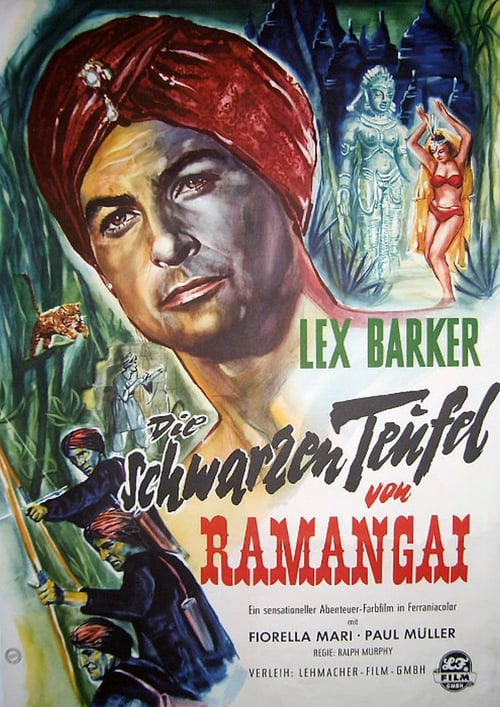 LEX BARKER
Die
schwarzen Teufel
von
RAMANGAI
Ein sensationeller Abenteuer-Farbfilm in Ferraniacolor
mit
FIORELLA MARI · PAUL MÜLLER
REGIE: RALPH MURPHY
VERLEIH: LEHMACHER-FILM-GMBH
LF
FILM
GMBH